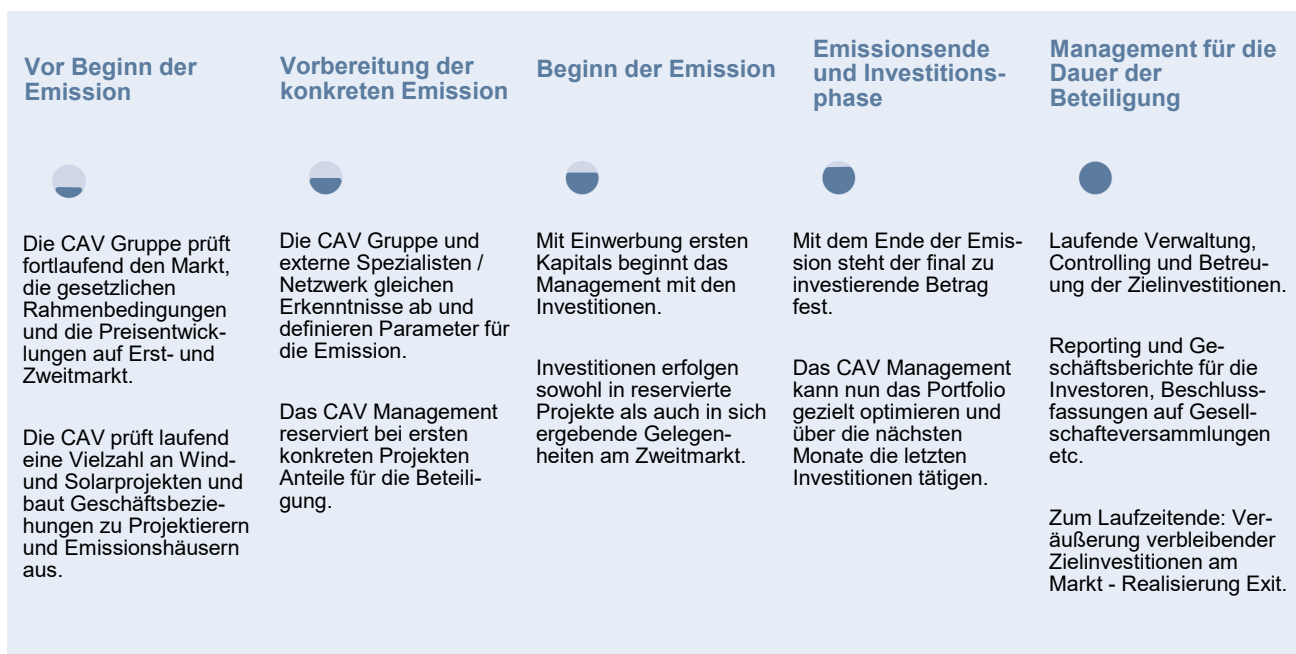 Vor Beginn der
Emission
Die CAV Gruppe prüft
fortlaufend den Markt,
die gesetzlichen
Rahmenbedingungen
und die Preisentwick-
lungen auf Erst- und
Zweitmarkt.
Die CAV prüft laufend
eine Vielzahl an Wind-
und Solarprojekten und
baut Geschäftsbezie-
hungen zu Projektierern
und Emissionshäusern
aus.
Vorbereitung der
konkreten Emission
Die CAV Gruppe und
externe Spezialisten /
Netzwerk gleichen
Erkenntnisse ab und
definieren Parameter für
die Emission.
Das CAV Management
reserviert bei ersten
konkreten Projekten
Anteile für die Beteili-
gung.
Beginn der Emission
Mit Einwerbung ersten
Kapitals beginnt das
Management mit den
Investitionen.
Investitionen erfolgen
sowohl in reservierte
Projekte als auch in sich
ergebende Gelegen-
heiten am Zweitmarkt.
Emissionsende
und Investitions-
phase
Mit dem Ende der Emis-
sion steht der final zu
investierende Betrag
fest.
Das CAV Management
kann nun das Portfolio
gezielt optimieren und
über die nächsten
Monate die letzten
Investitionen tätigen.
Management für die
Dauer der
Beteiligung
Laufende Verwaltung,
Controlling und Betreu-
ung der Zielinvestitionen.
Reporting und Ge-
schäftsberichte für die
Investoren, Beschluss-
fassungen auf Gesell-
schafteversammlungen
etc.
Zum Laufzeitende: Ver-
äußerung verbleibender
Zielinvestitionen am
Markt - Realisierung Exit.